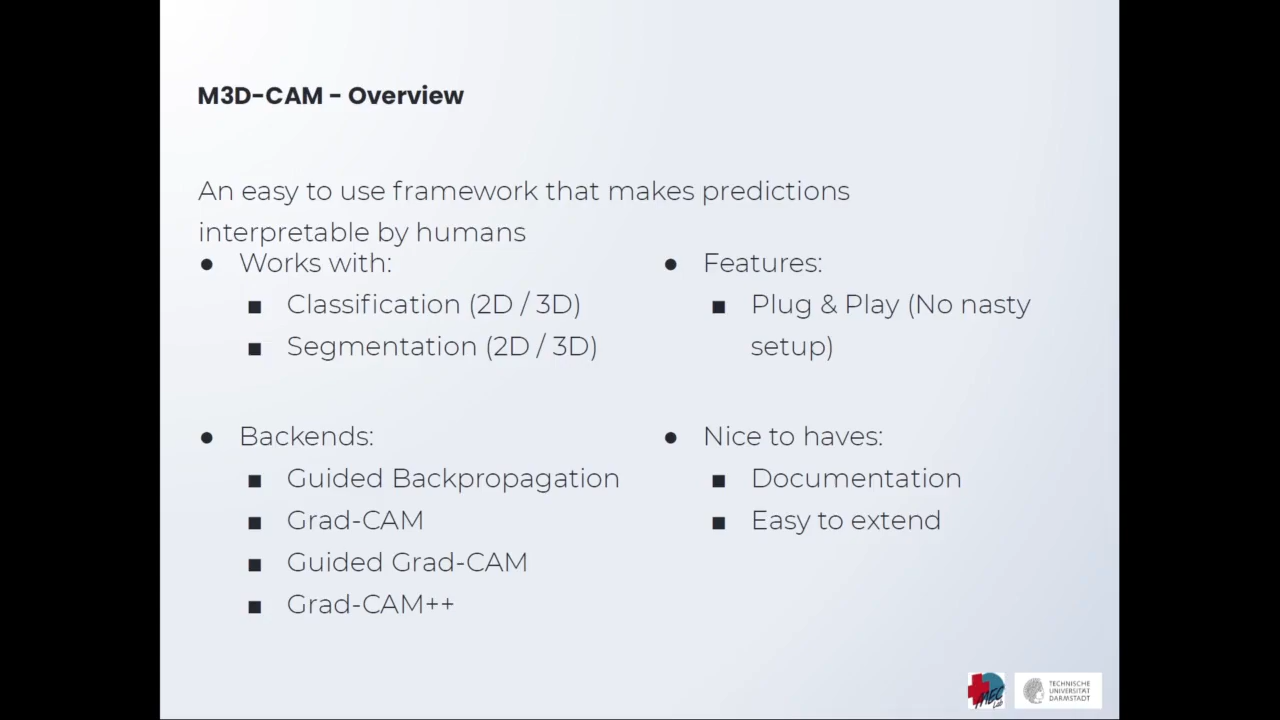 M3D-CAM - Overview
An easy to use framework that makes predictions
interpretable by humans
● Works with:
■ Classification (2D / 3D)
■ Segmentation (2D / 3D)
● Backends:
■ Guided Backpropagation
■ Grad-CAM
■ Guided Grad-CAM
■ Grad-CAM++
● Features:
■ Plug & Play (No nasty
setup)
● Nice to haves:
■ Documentation
■ Easy to extend
MEC
Lab
TECHNISCHE
UNIVERSITÄT
DARMSTADT